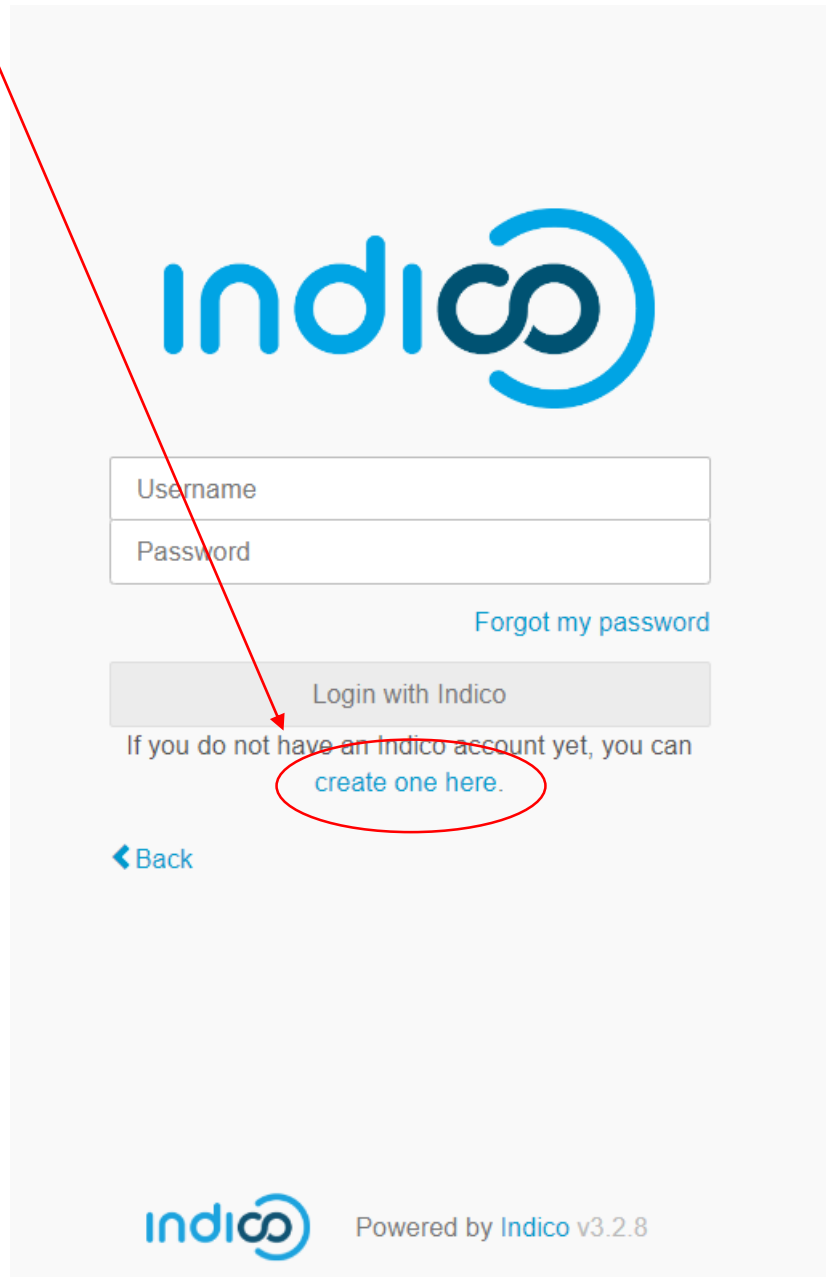 indico
Username
Password
Forgot my password
Login with Indico
If you do not have an Indico account yet, you can
create one here.
Back
indico Powered by Indico v3.2.8